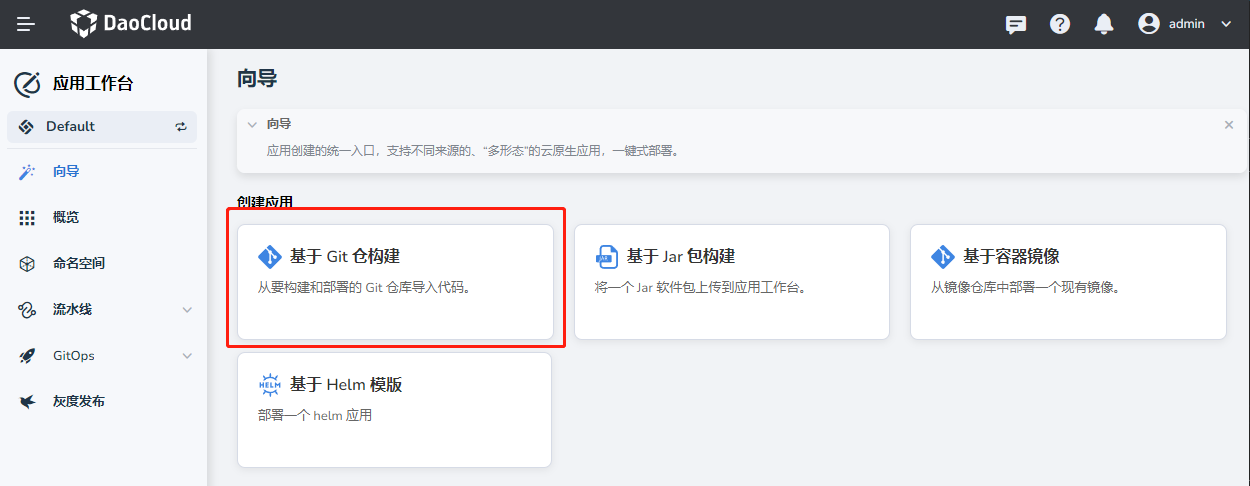 DaoCloud
admin
应用工作台
Default
向导
概览
命名空间
流水线
GitOps
灰度发布
向导
向导
应用创建的统一入口，支持不同来源的、“多形态”的云原生应用，一键式部署。
创建应用
基于 Git 仓构建
从要构建和部署的 Git 仓库导入代码。
JAR
基于 Jar 包构建
将一个 Jar 软件包上传到应用工作台。
基于容器镜像
从镜像仓库中部署一个现有镜像。
HELM
基于 Helm 模版
部署一个 helm 应用